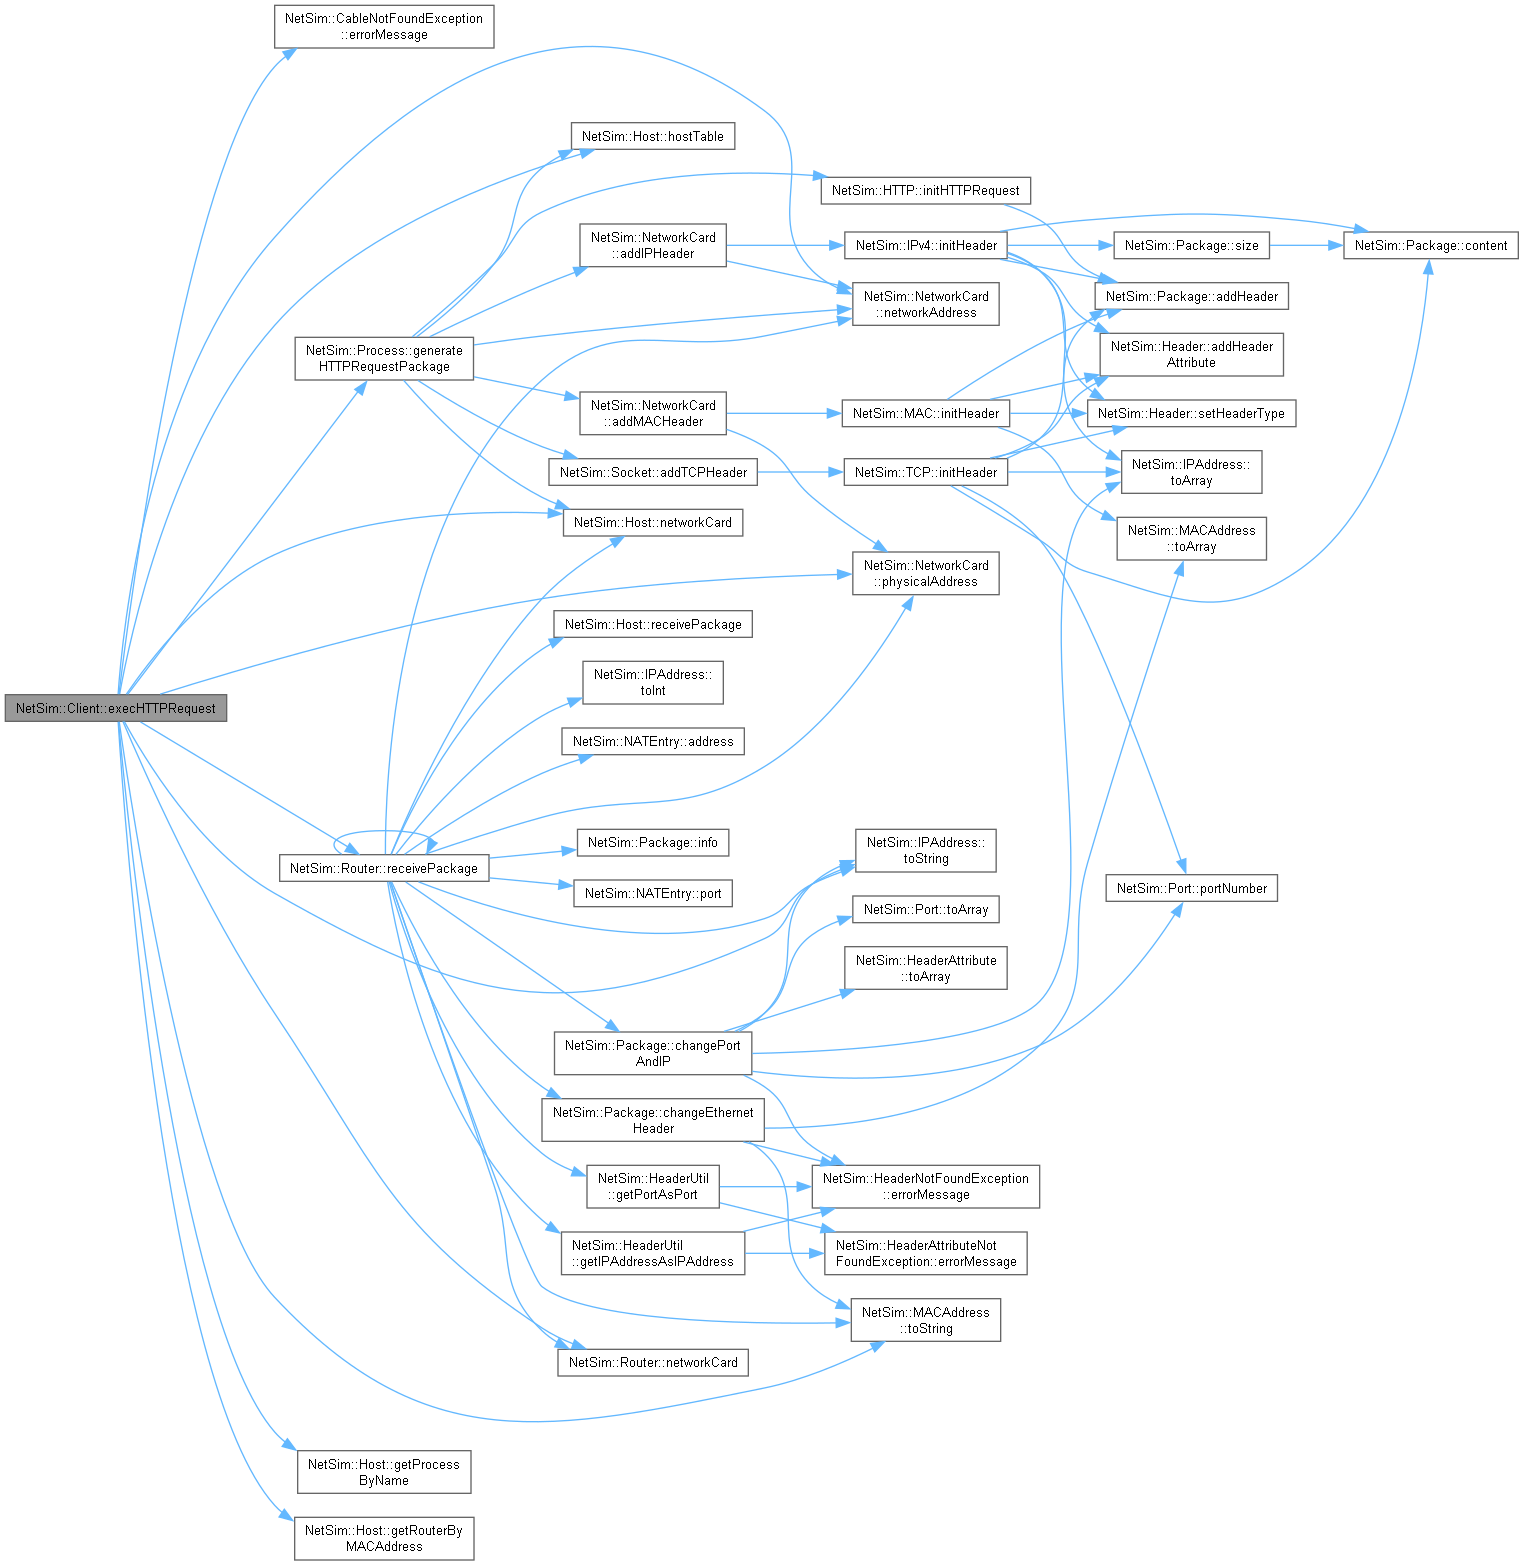 NetSim::CableNotFoundException
::errorMessage
NetSim::Host::hostTable
NetSim::HTTP::initHTTPRequest
NetSim::NetworkCard
::addIPHeader
NetSim::IPv4::initHeader
NetSim::Package::size
NetSim::Package::content
NetSim::NetworkCard
::networkAddress
NetSim::Package::addHeader
NetSim::Process::generate
HTTPRequestPackage
NetSim::Header::addHeader
Attribute
NetSim::NetworkCard
::addMACHeader
NetSim::MAC::initHeader
NetSim::Header::setHeaderType
NetSim::Socket::addTCPHeader
NetSim::TCP::initHeader
NetSim::IPAddress::
toArray
NetSim::Host::networkCard
NetSim::MACAddress
::toArray
NetSim::NetworkCard
::physicalAddress
NetSim::Host::receivePackage
NetSim::IPAddress::
toInt
NetSim::Client::execHTTPRequest
NetSim::NATEntry::address
NetSim::Package::info
NetSim::IPAddress::
toString
NetSim::Router::receivePackage
NetSim::NATEntry::port
NetSim::Port::portNumber
NetSim::Port::toArray
NetSim::HeaderAttribute
::toArray
NetSim::Package::changePort
AndIP
NetSim::Package::changeEthernet
Header
NetSim::HeaderUtil
::getPortAsPort
NetSim::HeaderNotFoundException
::errorMessage
NetSim::HeaderUtil
::getIPAddressAsIPAddress
NetSim::HeaderAttributeNot
FoundException::errorMessage
NetSim::MACAddress
::toString
NetSim::Router::networkCard
NetSim::Host::getProcess
ByName
NetSim::Host::getRouterBy
MACAddress